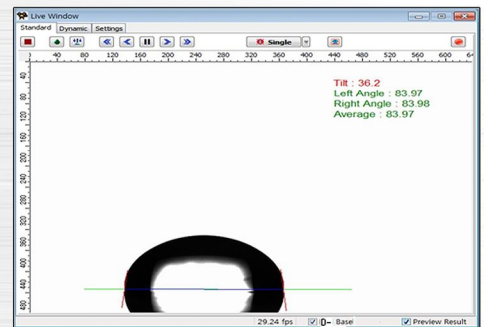 Live Window
Standard Dynamic Settings
Single
40 80 120 160 200 240 280 320 360 400 440 480 520 560 600 64
40
80
120
160
200
240
280
320
360
400
440
480
Tilt : 36.2
Left Angle : 83.97
Right Angle : 83.98
Average : 83.97
29.24 fps Base Preview Result